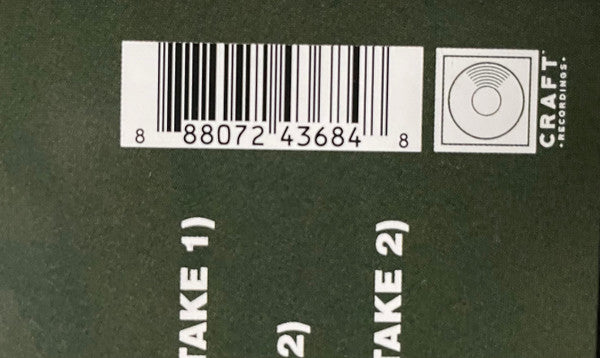 8 88072 43684 8
CRAFT
RECORDINGS
TAKE 1)
2)
TAKE 2)